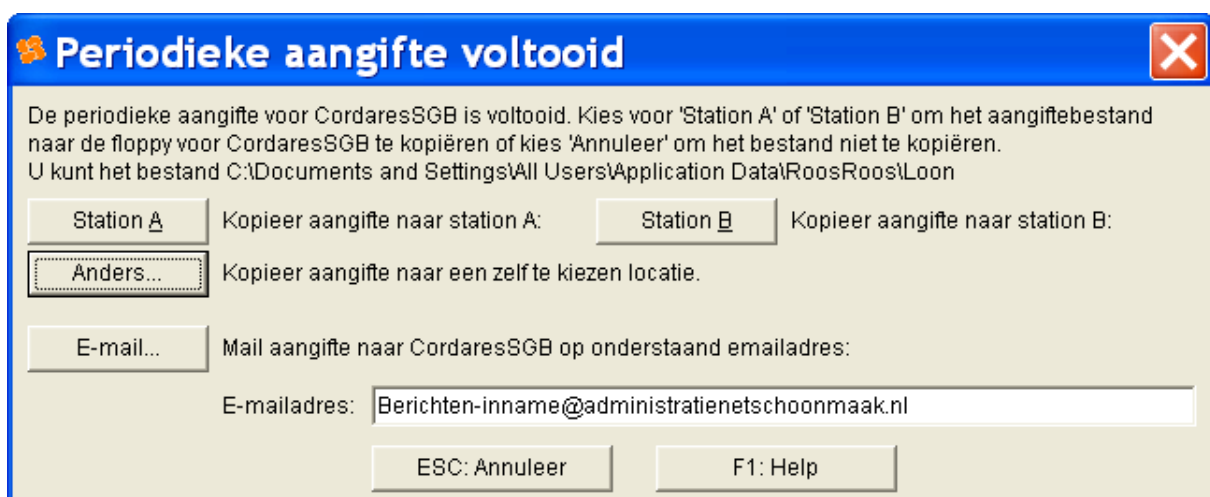 Periodieke aangifte voltooid
De periodieke aangifte voor CordaresSGB is voltooid. Kies voor 'Station A' of 'Station B' om het aangiftebestand
naar de floppy voor CordaresSGB te kopiëren of kies 'Annuleer' om het bestand niet te kopiëren.
U kunt het bestand C:\Documents and Settings\All Users\Application Data\RoosRoos\Loon
Station A Kopieer aangifte naar station A: Station B Kopieer aangifte naar station B:
Anders... Kopieer aangifte naar een zelf te kiezen locatie.
E-mail... Mail aangifte naar CordaresSGB op onderstaand emailadres:
E-mailadres: Berichten-inname@administratienetschoonmaak.nl
ESC: Annuleer F1: Help